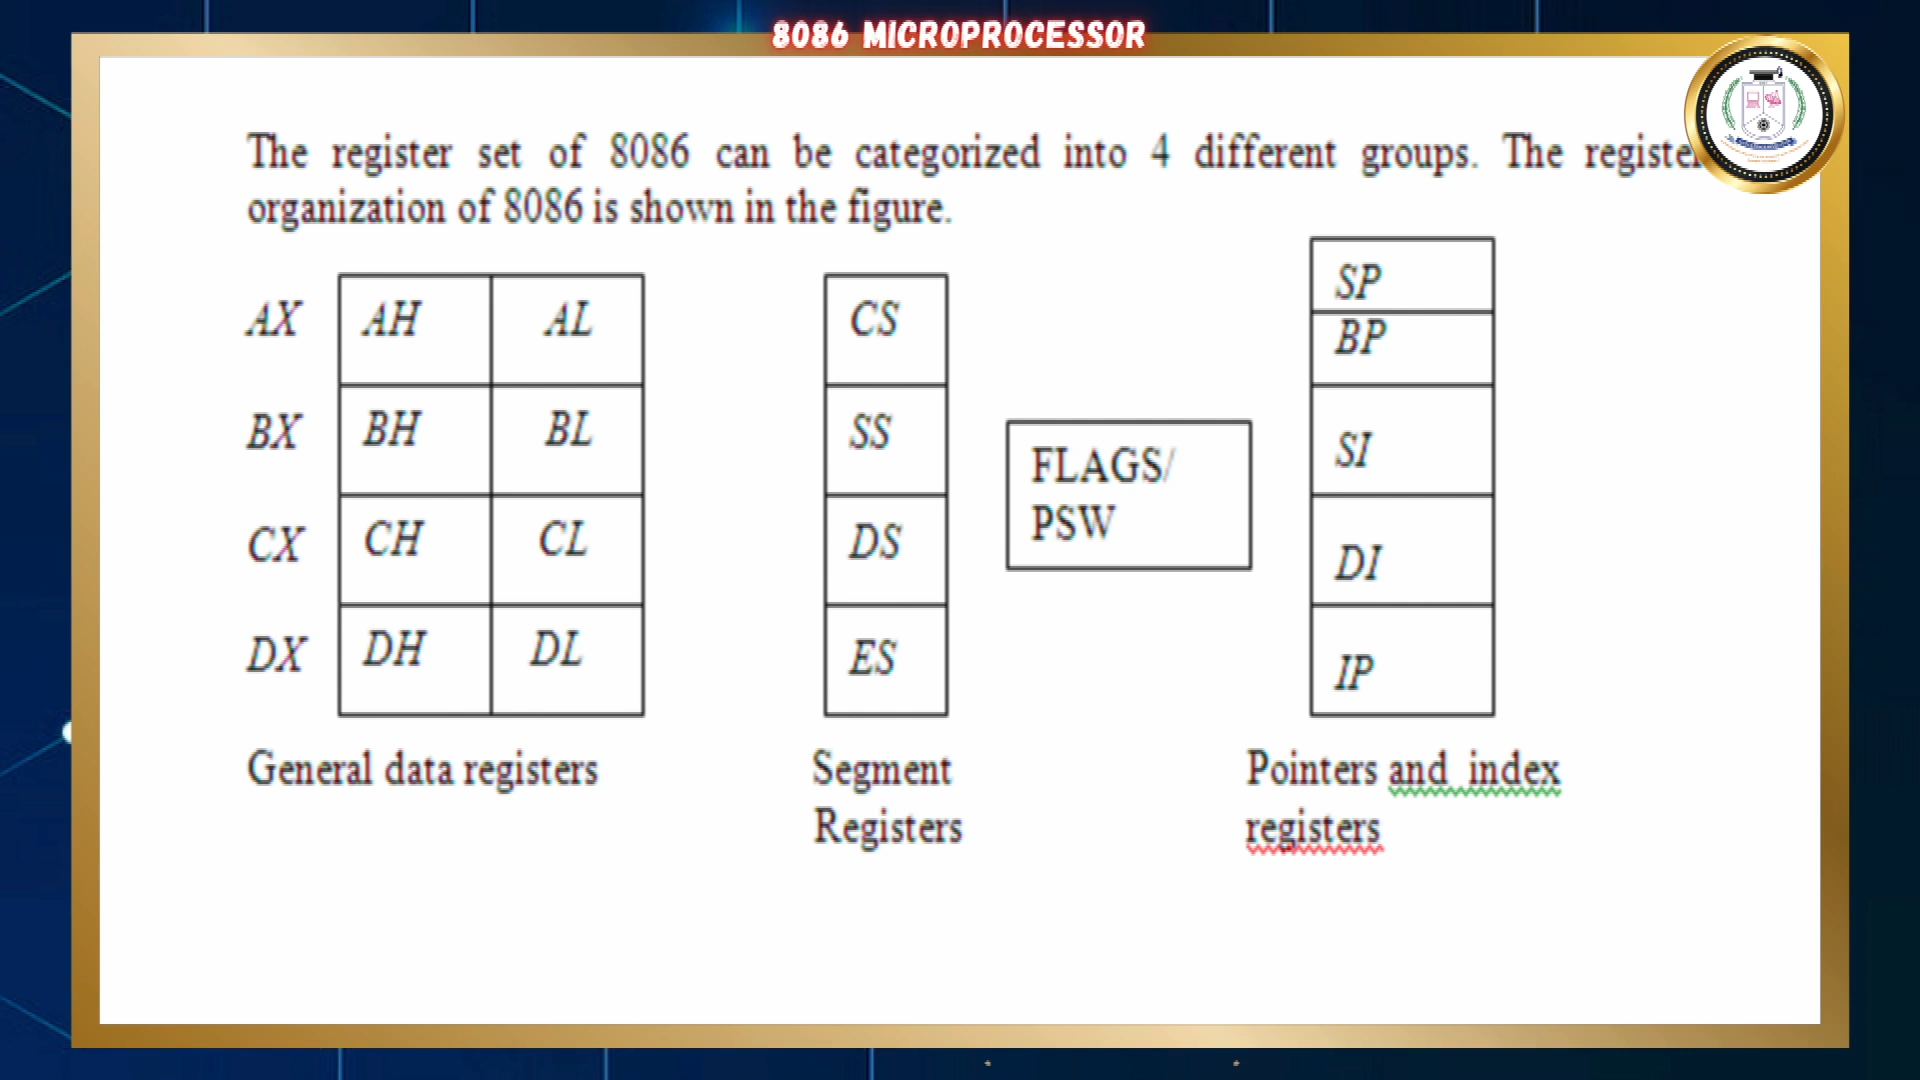 8086 MICROPROCESSOR
The register set of 8086 can be categorized into 4 different groups. The register
organization of 8086 is shown in the figure.
AX AH AL
BX BH BL
CX CH CL
DX DH DL
General data registers
CS
SS
DS
ES
Segment
Registers
FLAGS/
PSW
SP
BP
SI
DI
IP
Pointers and index
registers